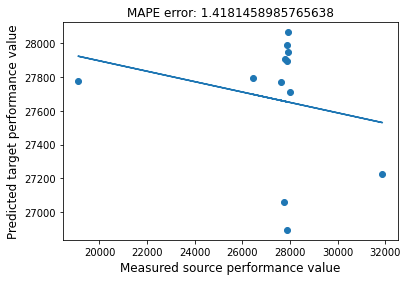 MAPE error: 1.4181458985765638
Predicted target performance value
28000
27800
27600
27400
27200
27000
20000 22000 24000 26000 28000 30000 32000
Measured source performance value